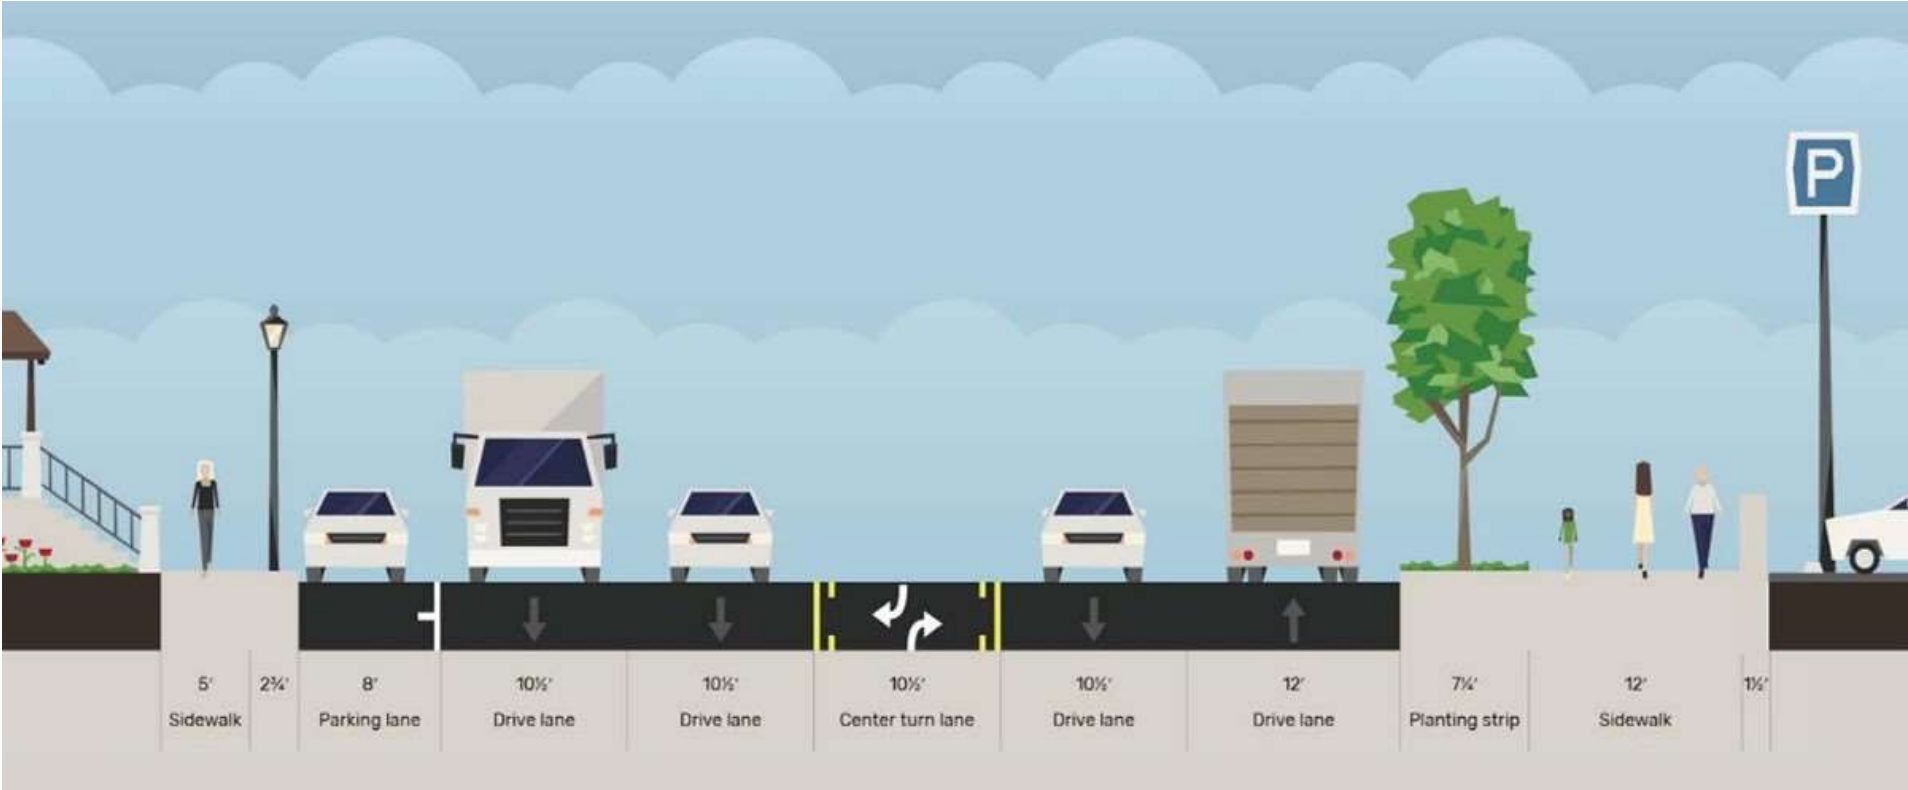 P
5' 2¾' 8' 10½' 10½' 10½' 10½' 12' 7¼' 12' 1½'
Sidewalk Parking lane Drive lane Drive lane Center turn lane Drive lane Drive lane Planting strip Sidewalk